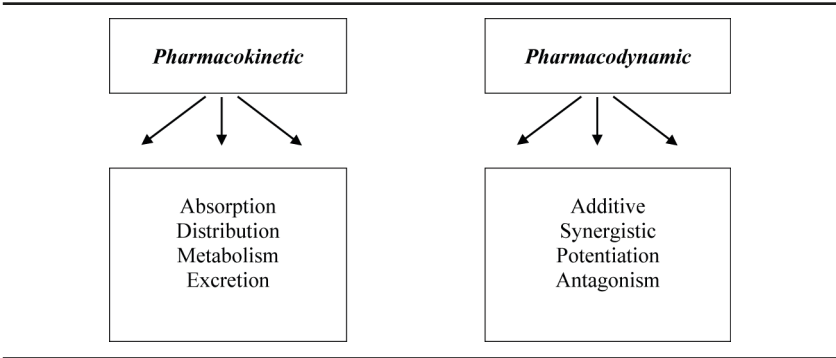 Pharmacokinetic
Pharmacodynamic
Absorption
Distribution
Metabolism
Excretion
Additive
Synergistic
Potentiation
Antagonism